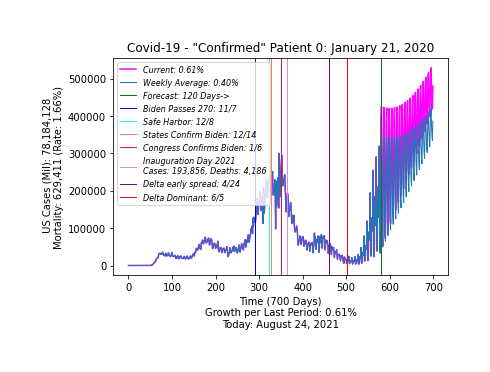 Covid-19 - "Confirmed" Patient 0: January 21, 2020
Current: 0.61%
Weekly Average: 0.40%
Forecast: 120 Days->
Biden Passes 270: 11/7
Safe Harbor: 12/8
States Confirm Biden: 12/14
Congress Confirms Biden: 1/6
Inauguration Day 2021
Cases: 193,856, Deaths: 4,186
Delta early spread: 4/24
Delta Dominant: 6/5
US Cases (Mil): 78,184,128
Mortality: 629,411 (Rate: 1.66%)
500000
400000
300000
200000
100000
0
0 100 200 300 400 500 600 700
Time (700 Days)
Growth per Last Period: 0.61%
Today: August 24, 2021